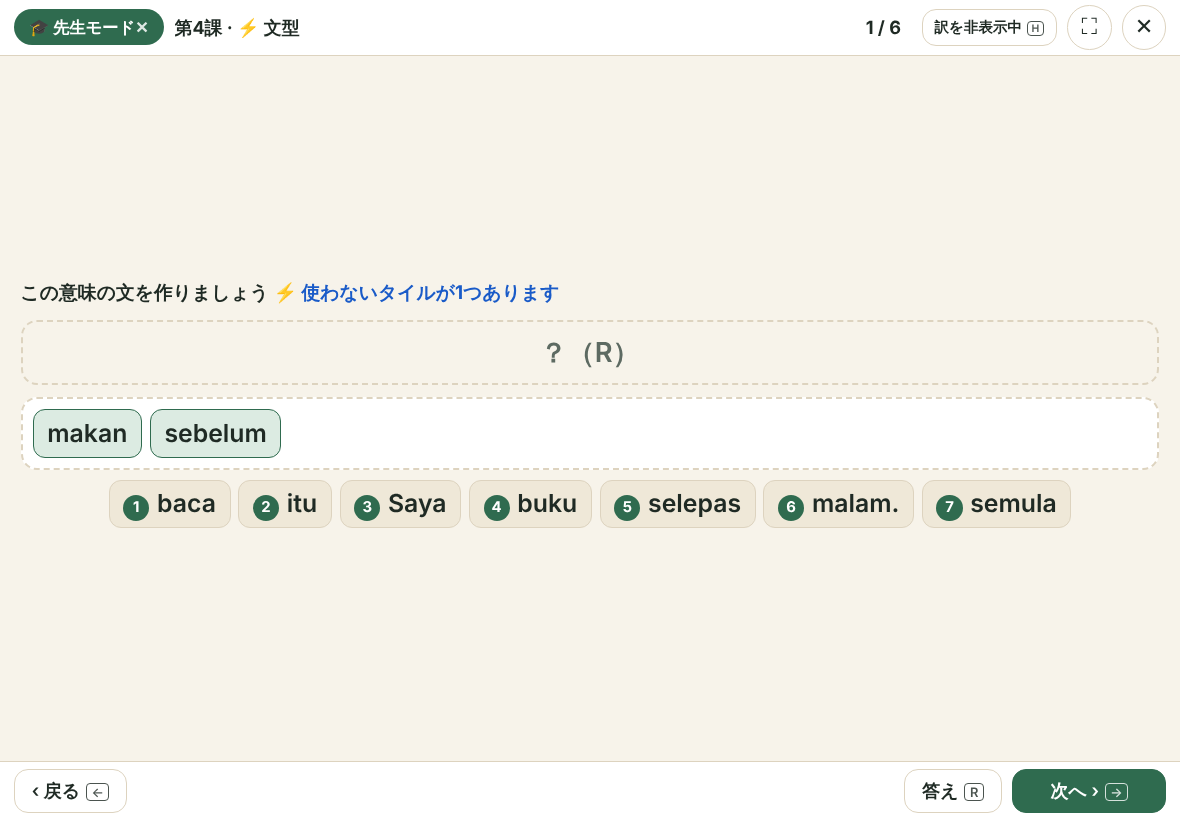 🎓 先生モード×
第4課 · ⚡ 文型
1 / 6
訳を非表示中 H
✕
この意味の文を作りましょう ⚡ 使わないタイルが1つあります
？（R）
makan sebelum
1 baca 2 itu 3 Saya 4 buku 5 selepas 6 malam. 7 semula
‹ 戻る ←
答え R
次へ › →